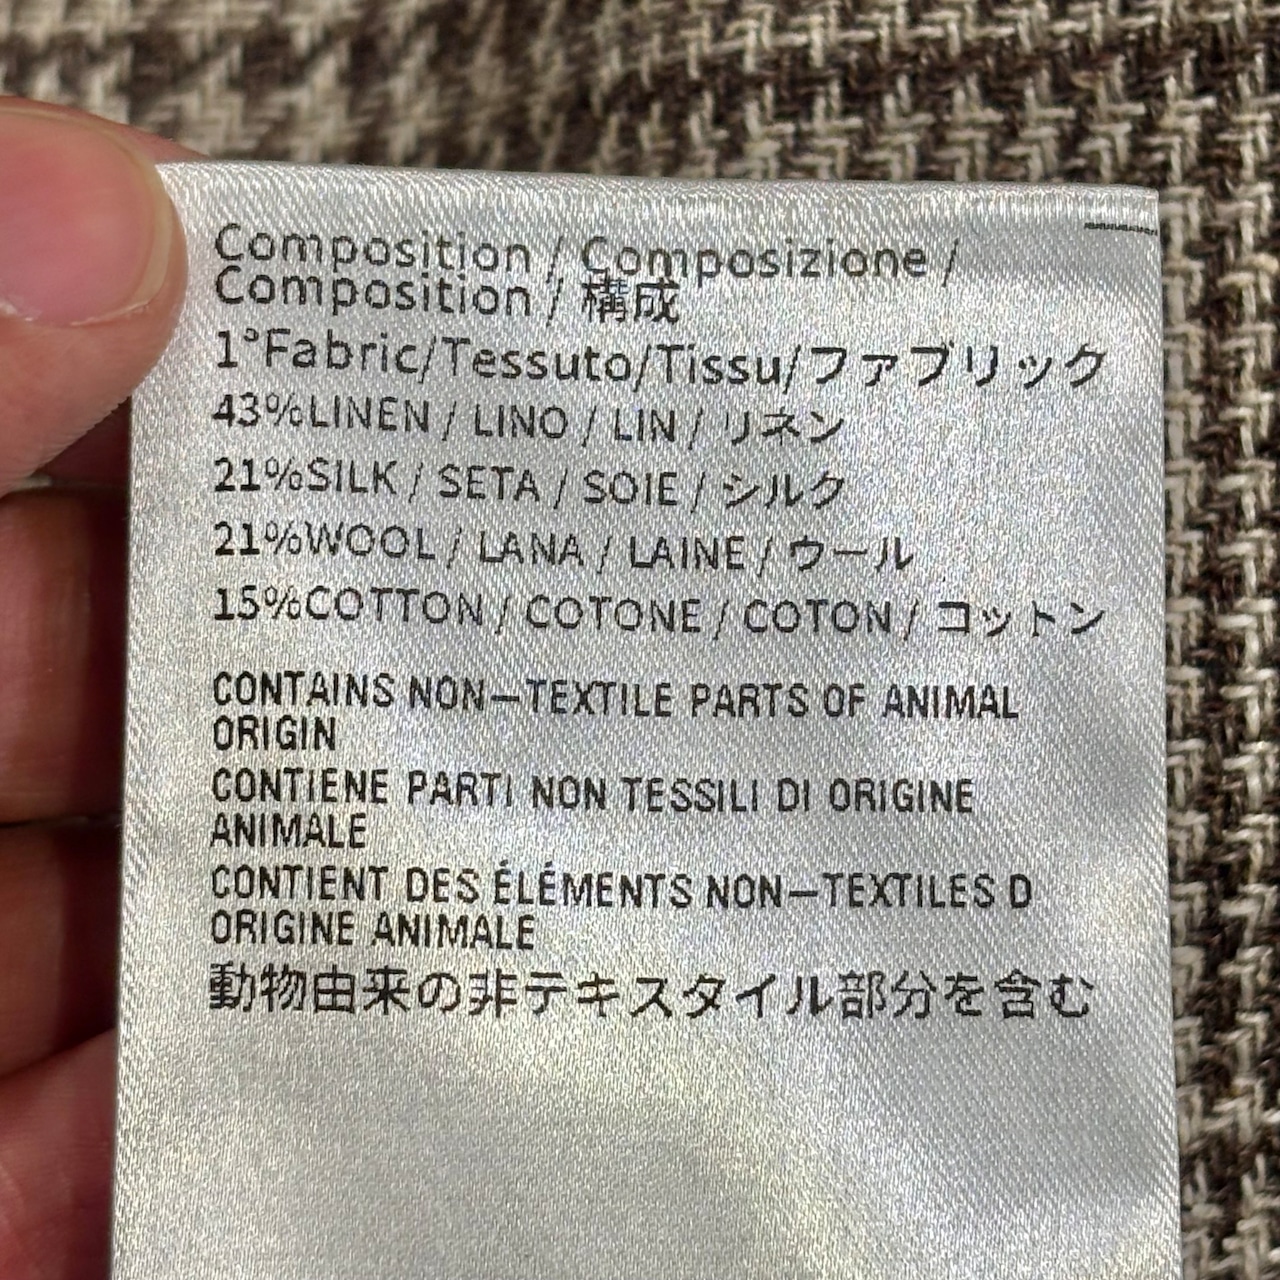 Composition / Composizione /
Composition / 構成
1°Fabric/Tessuto/Tissu/ファブリック
43%LINEN / LINO / LIN / リネン
21%SILK / SETA / SOIE / シルク
21%WOOL / LANA / LAINE / ウール
15%COTTON / COTONE / COTON / コットン
CONTAINS NON-TEXTILE PARTS OF ANIMAL
ORIGIN
CONTIENE PARTI NON TESSILI DI ORIGINE
ANIMALE
CONTIENT DES ÉLÉMENTS NON-TEXTILES D
ORIGINE ANIMALE
動物由来の非テキスタイル部分を含む